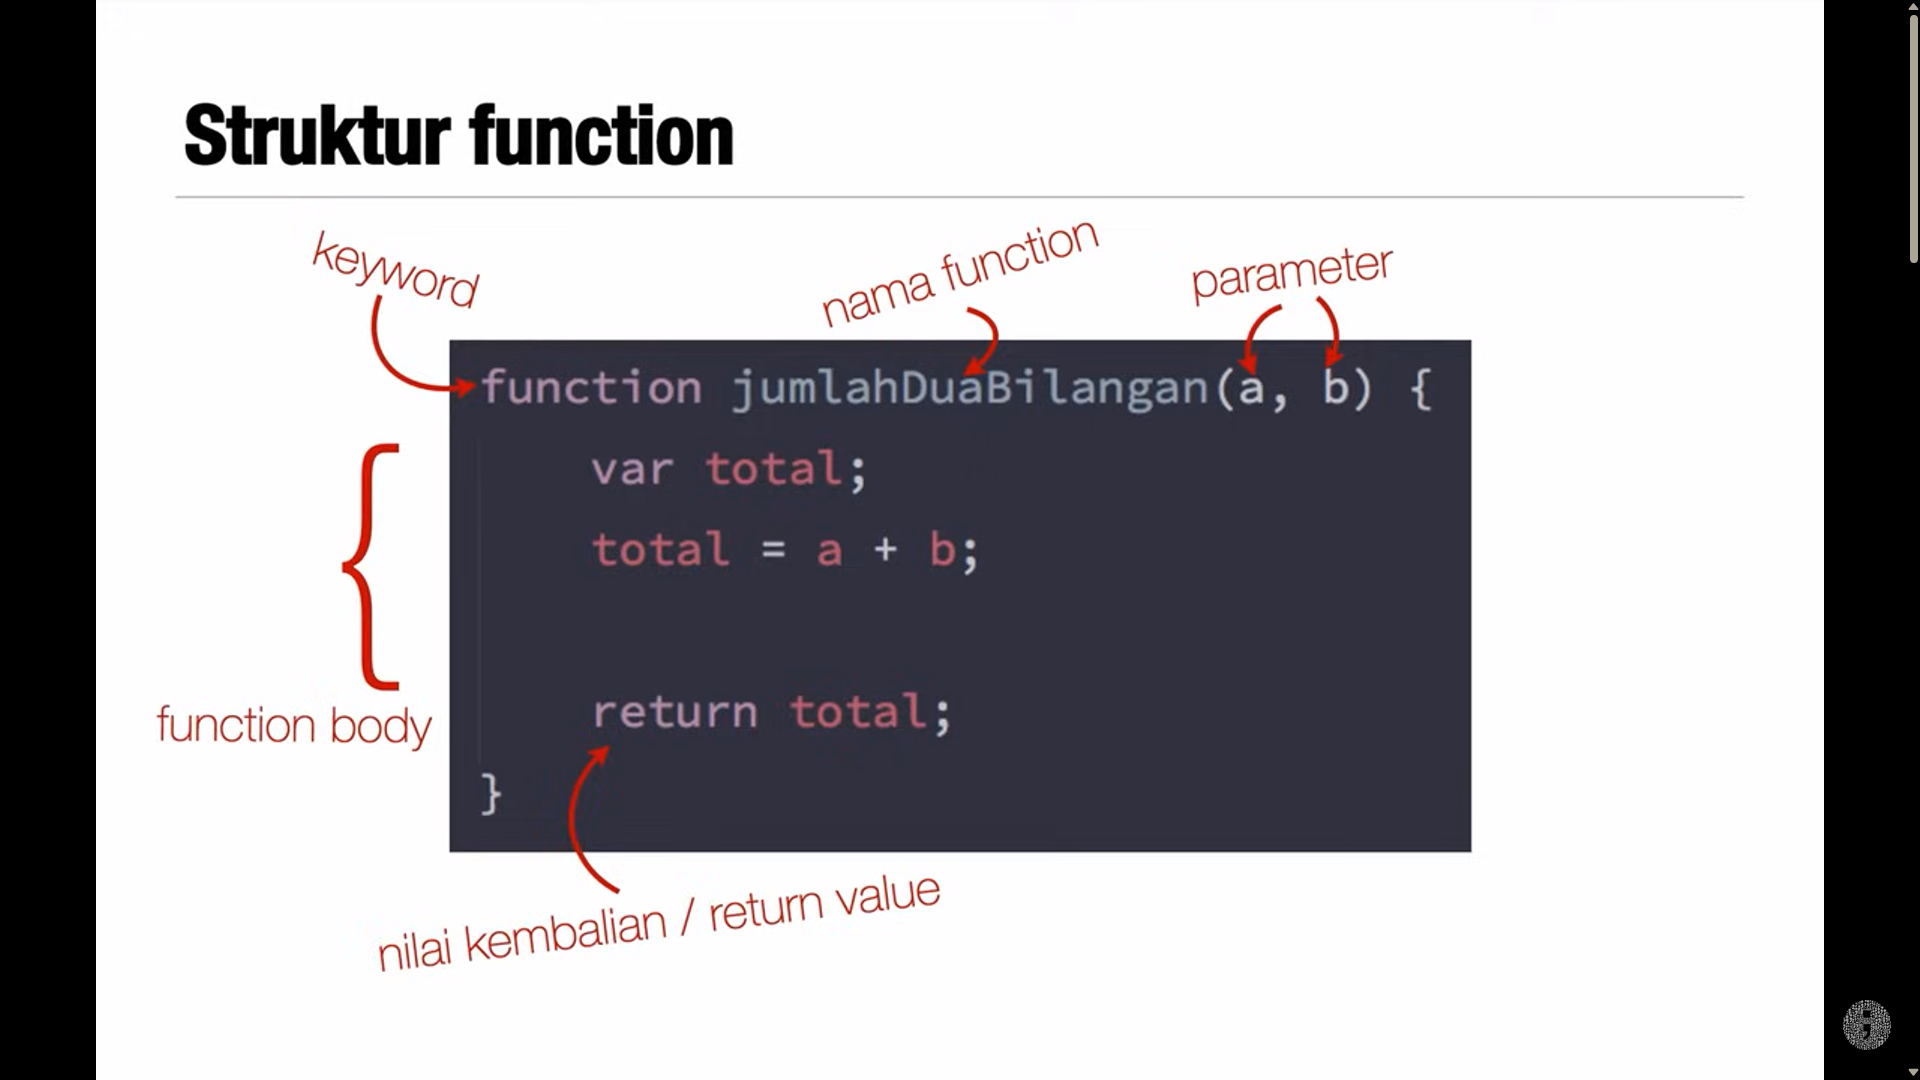 Struktur function
keyword
nama function
parameter
function jumlahDuaBilangan(a, b) {
var total;
total = a + b;
return total;
}
function body
nilai kembalian / return value